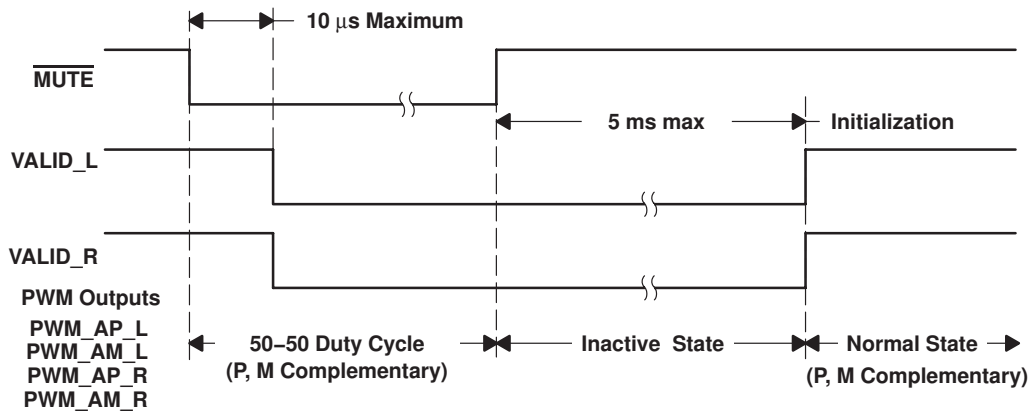 10 μs Maximum
MUTE
5 ms max
Initialization
VALID_L
VALID_R
PWM Outputs
PWM_AP_L
PWM_AM_L
PWM_AP_R
PWM_AM_R
50–50 Duty Cycle
(P, M Complementary)
Inactive State
Normal State
(P, M Complementary)